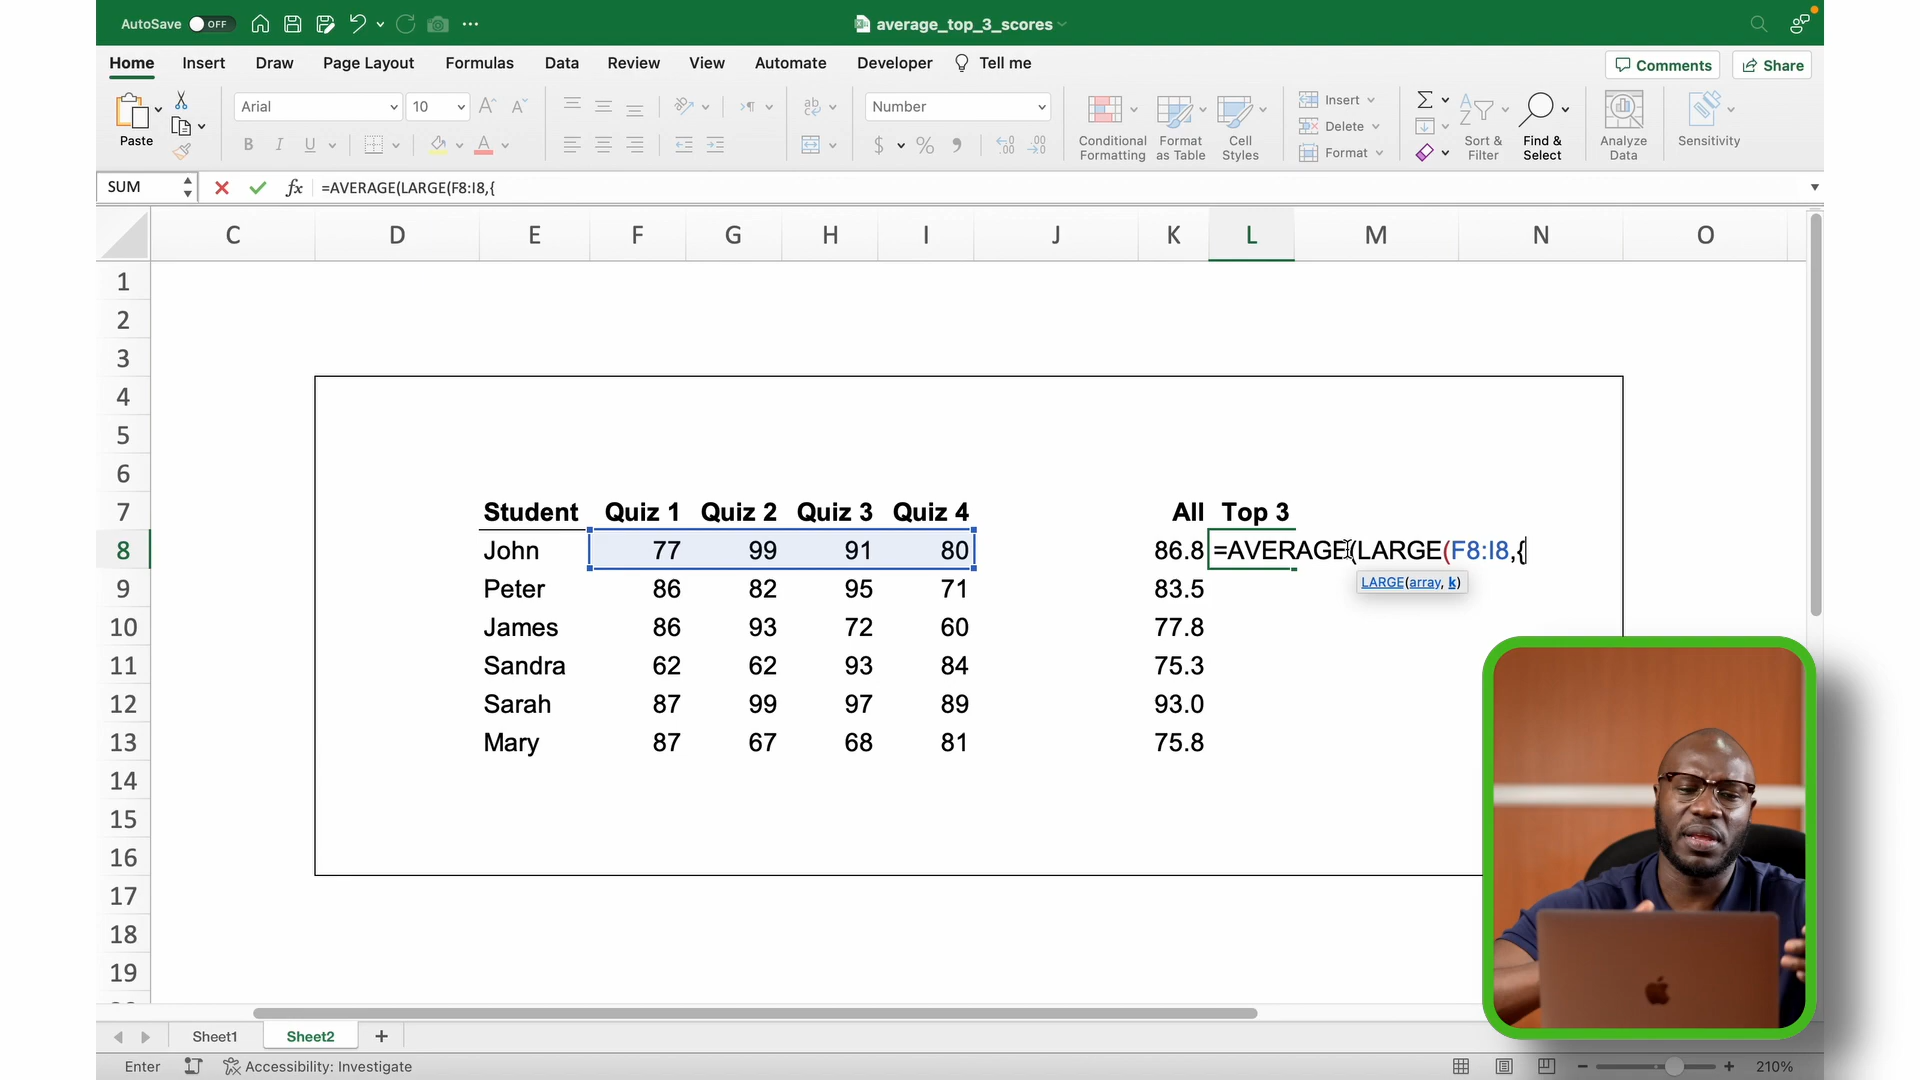 AutoSave OFF average_top_3_scores
Home Insert Draw Page Layout Formulas Data Review View Automate Developer Tell me Comments Share
Paste Arial 10 Number Conditional Formatting Format as Table Cell Styles Insert Delete Format Sort & Filter Find & Select Analyze Data Sensitivity
SUM fx =AVERAGE(LARGE(F8:I8,{
C D E F G H I J K L M N O
1
2
3
4
5
6
7 Student Quiz 1 Quiz 2 Quiz 3 Quiz 4 All Top 3
8 John 77 99 91 80 86.8 =AVERAGE(LARGE(F8:I8,{
LARGE(array, k)
9 Peter 86 82 95 71 83.5
10 James 86 93 72 60 77.8
11 Sandra 62 62 93 84 75.3
12 Sarah 87 99 97 89 93.0
13 Mary 87 67 68 81 75.8
14
15
16
17
18
19
Sheet1 Sheet2 +
Enter Accessibility: Investigate 210%